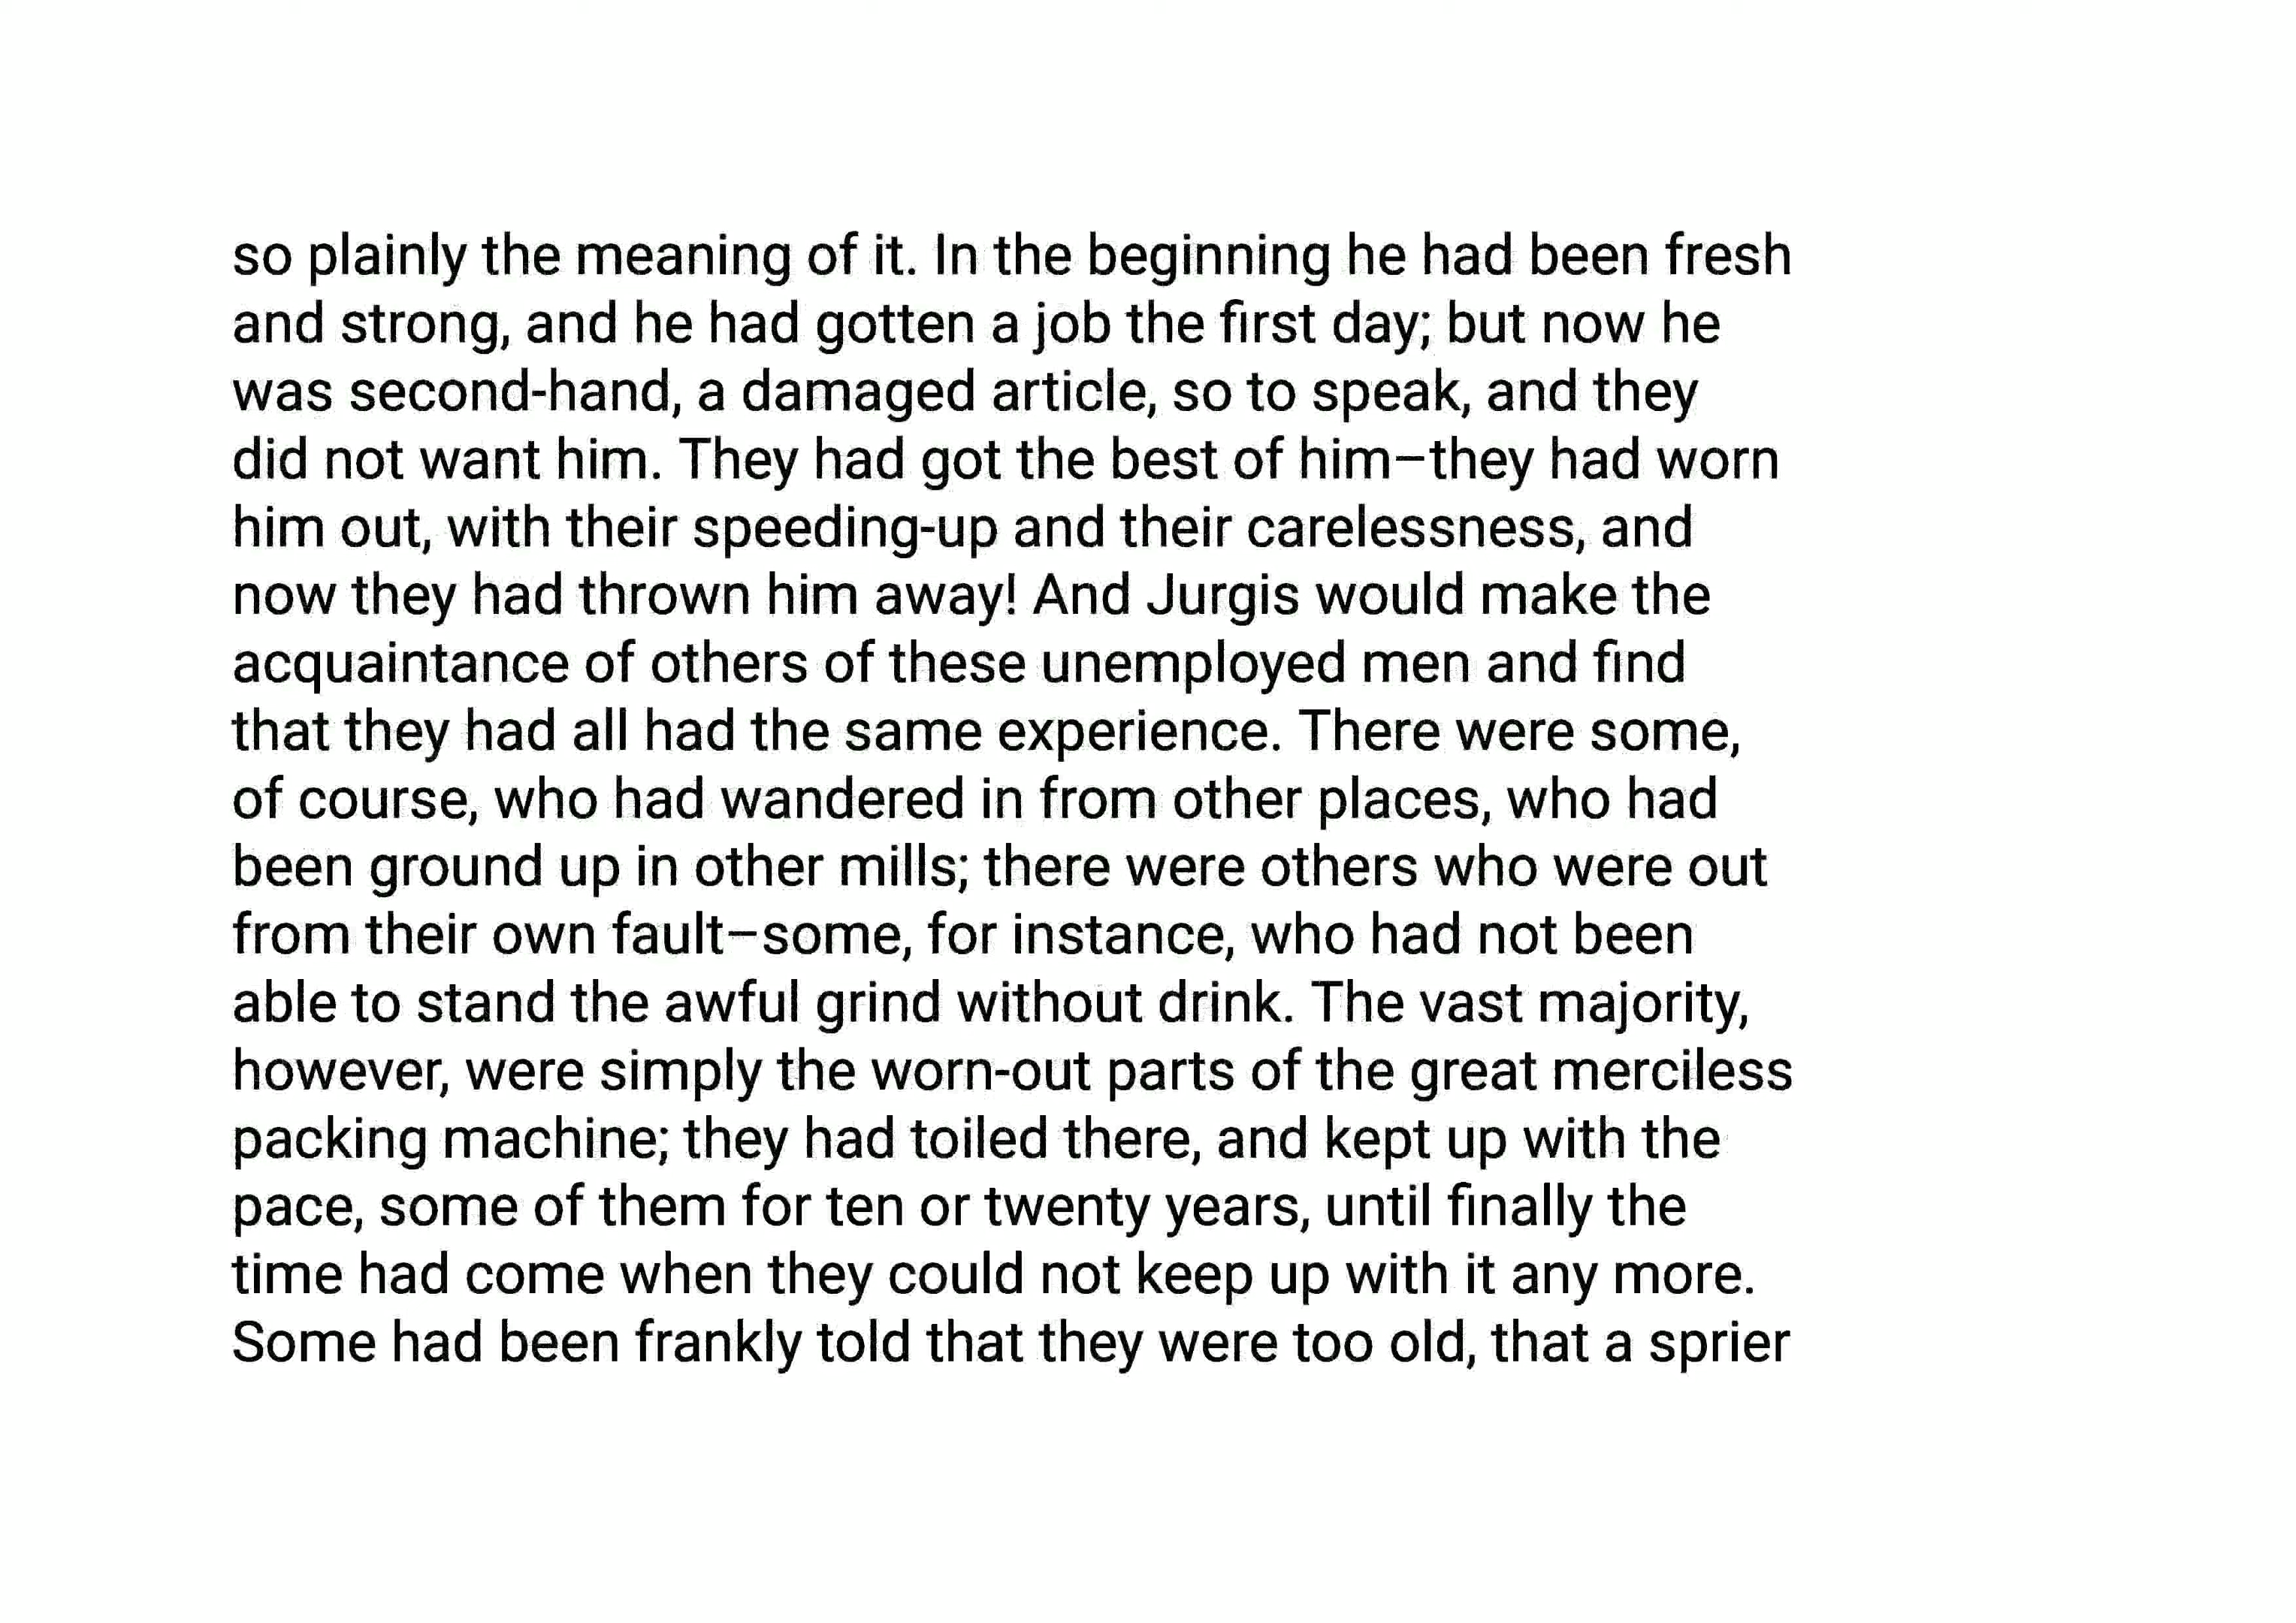 so plainly the meaning of it. In the beginning he had been fresh
and strong, and he had gotten a job the first day; but now he
was second-hand, a damaged article, so to speak, and they
did not want him. They had got the best of him–they had worn
him out, with their speeding-up and their carelessness, and
now they had thrown him away! And Jurgis would make the
acquaintance of others of these unemployed men and find
that they had all had the same experience. There were some,
of course, who had wandered in from other places, who had
been ground up in other mills; there were others who were out
from their own fault–some, for instance, who had not been
able to stand the awful grind without drink. The vast majority,
however, were simply the worn-out parts of the great merciless
packing machine; they had toiled there, and kept up with the
pace, some of them for ten or twenty years, until finally the
time had come when they could not keep up with it any more.
Some had been frankly told that they were too old, that a sprier